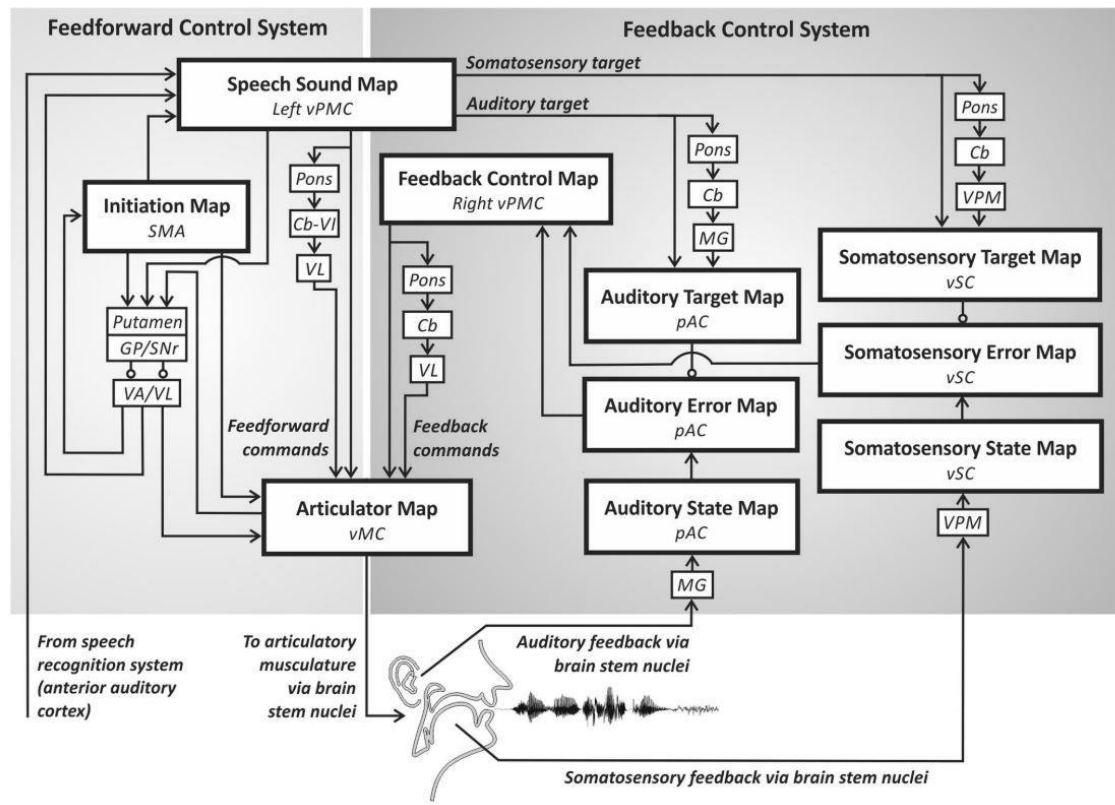 Feedforward Control System
Feedback Control System
Speech Sound Map
Left vPMC
Somatosensory target
Auditory target
Pons
Cb
VPM
Pons
Cb
MG
Initiation Map
SMA
Pons
Cb-VI
VL
Feedback Control Map
Right vPMC
Pons
Cb
VL
Putamen
GP/SNr
VA/VL
Auditory Target Map
pAC
Somatosensory Target Map
vSC
Somatosensory Error Map
vSC
Auditory Error Map
pAC
Somatosensory State Map
vSC
Feedforward
commands
Feedback
commands
Articulator Map
vMC
Auditory State Map
pAC
VPM
MG
From speech
recognition system
(anterior auditory
cortex)
To articulatory
musculature
via brain
stem nuclei
Auditory feedback via
brain stem nuclei
Somatosensory feedback via brain stem nuclei